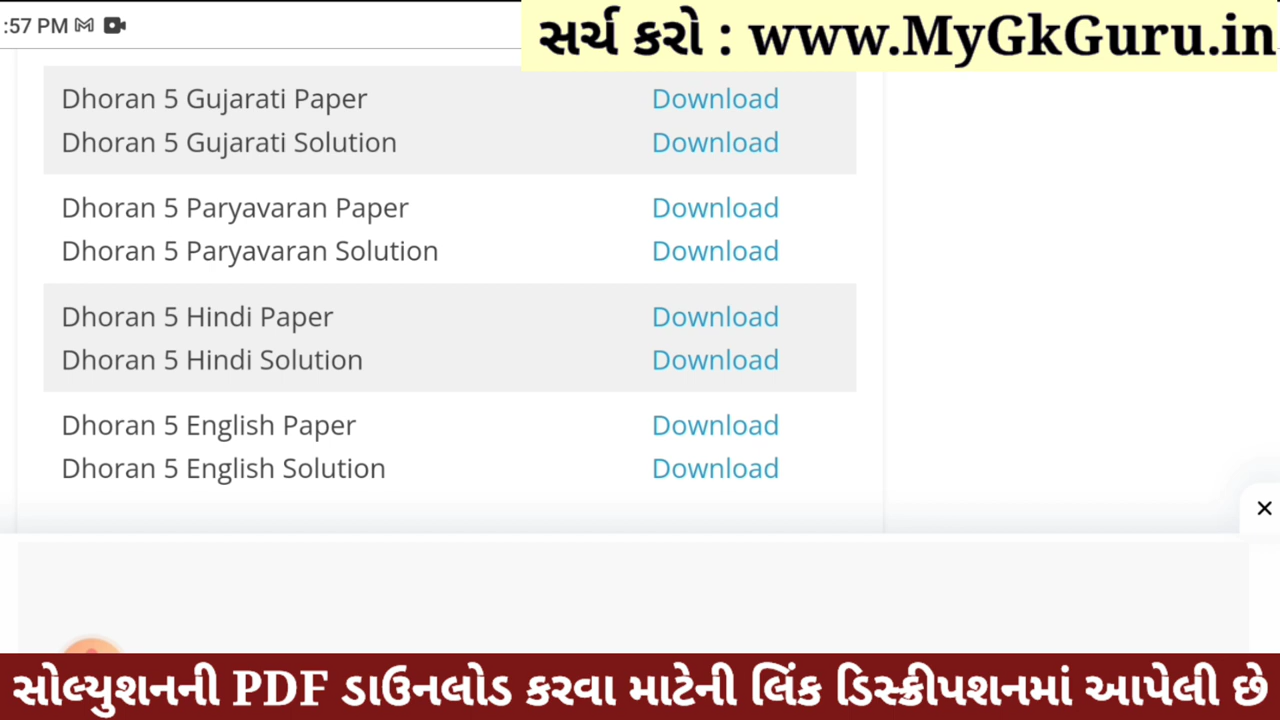 :57 PM
સર્ચ કરો : www.MyGkGuru.in
Dhoran 5 Gujarati Paper Download
Dhoran 5 Gujarati Solution Download
Dhoran 5 Paryavaran Paper Download
Dhoran 5 Paryavaran Solution Download
Dhoran 5 Hindi Paper Download
Dhoran 5 Hindi Solution Download
Dhoran 5 English Paper Download
Dhoran 5 English Solution Download
સોલ્યુશનની PDF ડાઉનલોડ કરવા માટેની લિંક ડિસ્ક્રીપશનમાં આપેલી છે